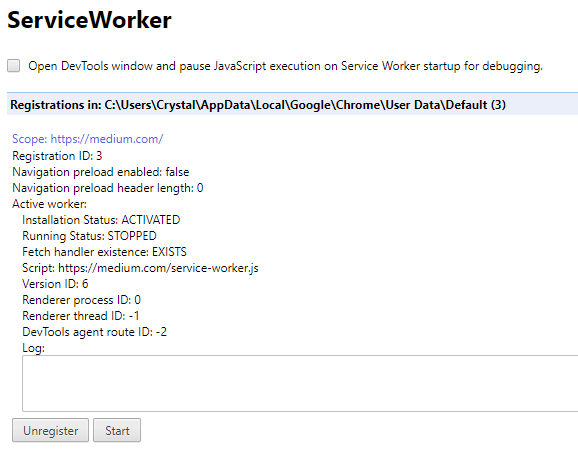 ServiceWorker
Open DevTools window and pause JavaScript execution on Service Worker startup for debugging.
Registrations in: C:\Users\Crystal\AppData\Local\Google\Chrome\User Data\Default (3)
Scope: https://medium.com/
Registration ID: 3
Navigation preload enabled: false
Navigation preload header length: 0
Active worker:
Installation Status: ACTIVATED
Running Status: STOPPED
Fetch handler existence: EXISTS
Script: https://medium.com/service-worker.js
Version ID: 6
Renderer process ID: 0
Renderer thread ID: -1
DevTools agent route ID: -2
Log:
Unregister Start